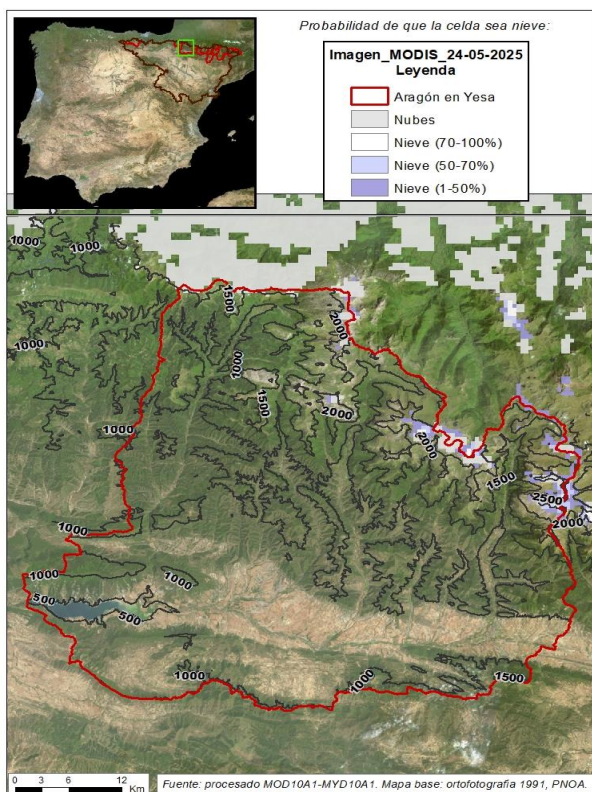 Probabilidad de que la celda sea nieve:
Imagen_MODIS_24-05-2025
Leyenda
Aragón en Yesa
Nubes
Nieve (70-100%)
Nieve (50-70%)
Nieve (1-50%)
1000
1000
1500
2000
1000
1000
1500
2000
1000
2000
1500
2500
2000
1000
1000
1000
500
500
1000
1000
1500
0 3 6 12
Km
Fuente: procesado MOD10A1-MYD10A1. Mapa base: ortofotografia 1991, PNOA.